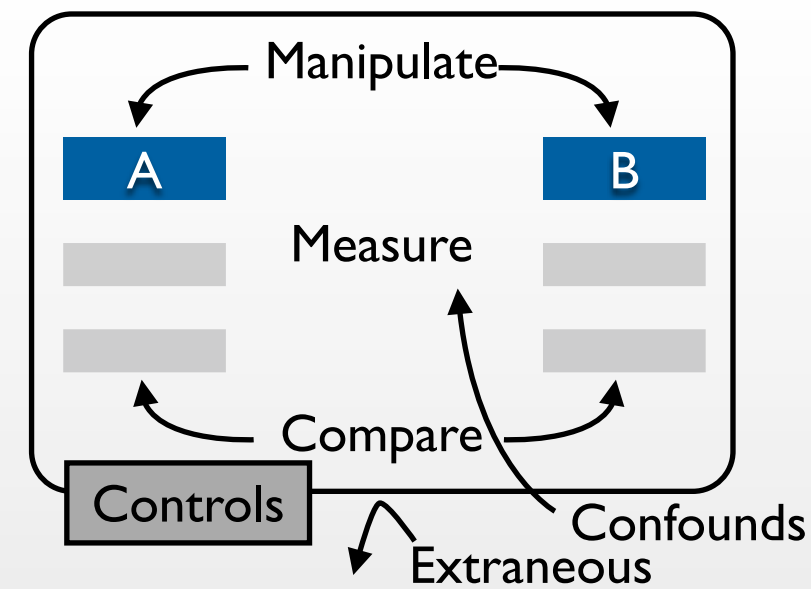 Manipulate
A B
Measure
Compare
Controls
Confounds
Extraneous